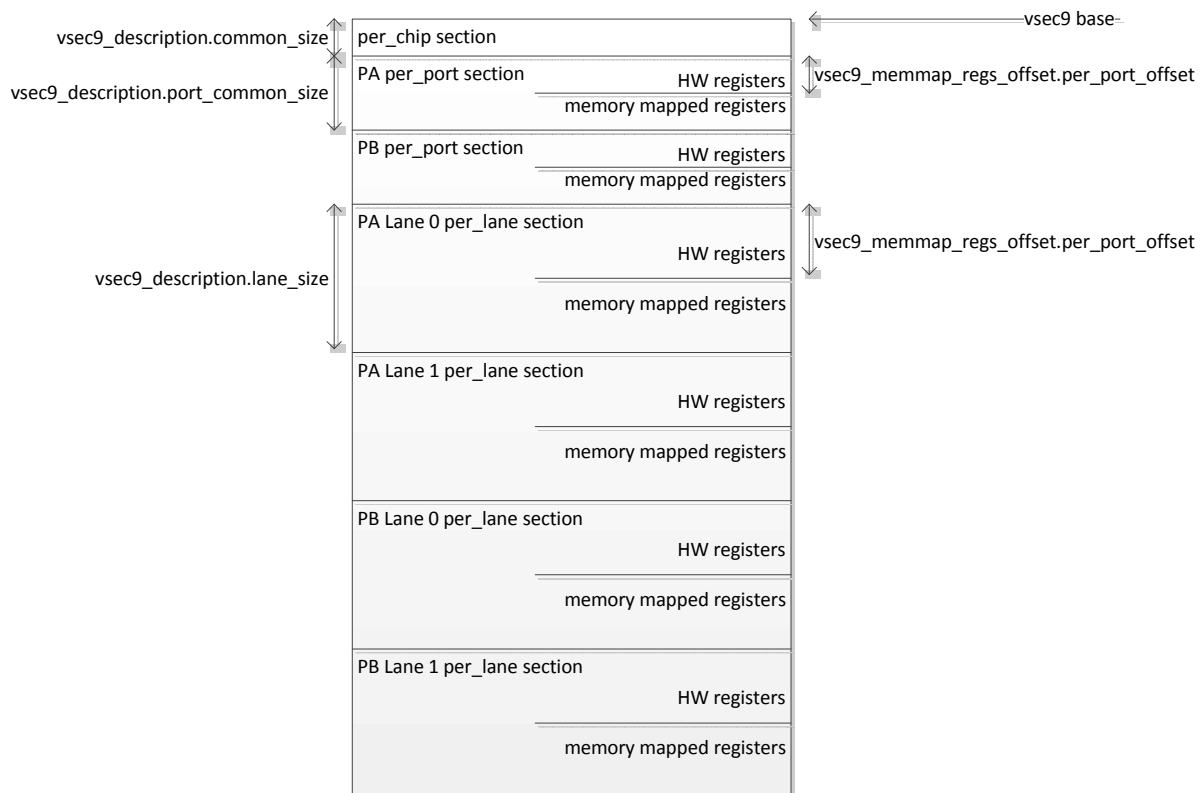 vsec9 base
vsec9_description.common_size
per_chip section
PA per_port section
HW registers
vsec9_memmap_regs_offset.per_port_offset
vsec9_description.port_common_size
memory mapped registers
PB per_port section
HW registers
memory mapped registers
PA Lane 0 per_lane section
HW registers
vsec9_memmap_regs_offset.per_port_offset
vsec9_description.lane_size
memory mapped registers
PA Lane 1 per_lane section
HW registers
memory mapped registers
PB Lane 0 per_lane section
HW registers
memory mapped registers
PB Lane 1 per_lane section
HW registers
memory mapped registers